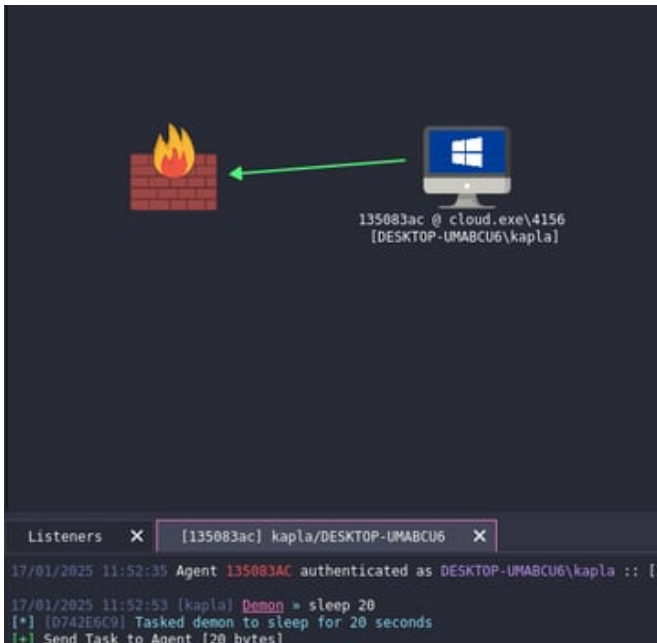 135083ac @ cloud.exe\4156
[DESKTOP-UMABCU6\kapla]
Listeners ✕ [135083ac] kapla/DESKTOP-UMABCU6 ✕
17/01/2025 11:52:35 Agent 135083AC authenticated as DESKTOP-UMABCU6\kapla :: [
17/01/2025 11:52:53 [kapla] Demon » sleep 20
[*] [D742E6C9] Tasked demon to sleep for 20 seconds
[+] Send Task to Agent [20 bytes]